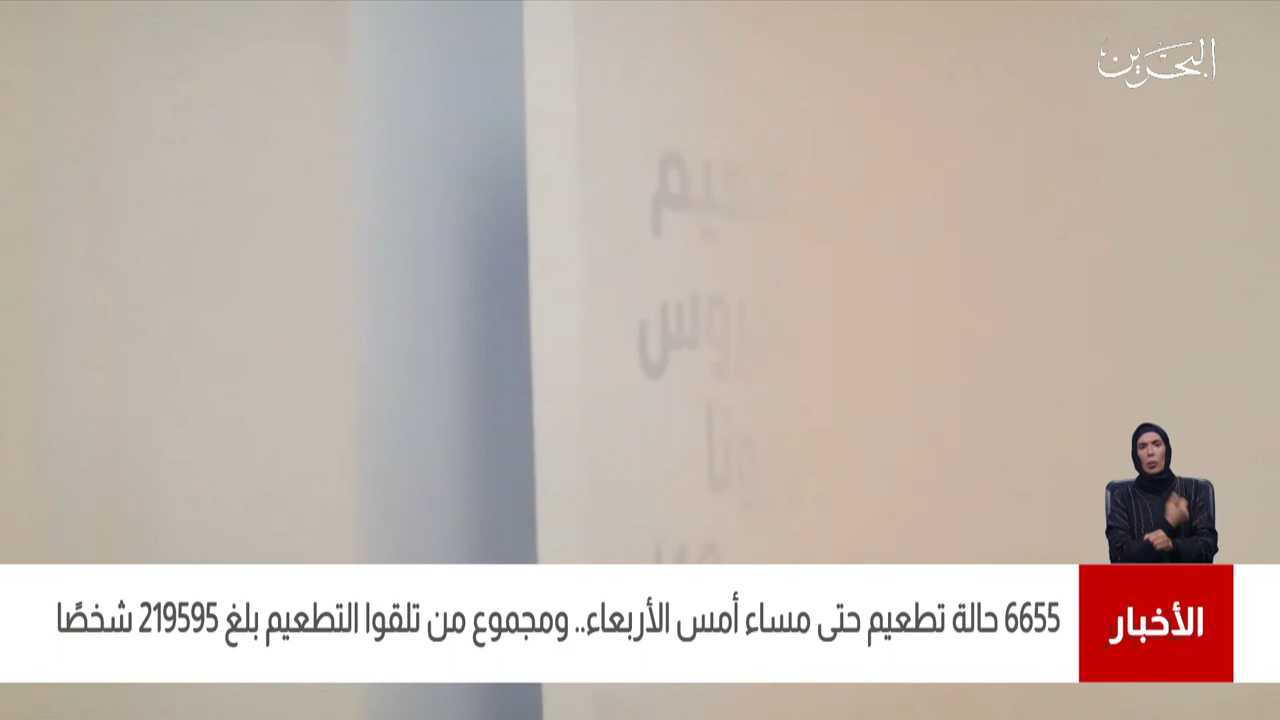 البحرين
الأخبار
6655 حالة تطعيم حتى مساء أمس الأربعاء.. ومجموع من تلقوا التطعيم بلغ 219595 شخصًا